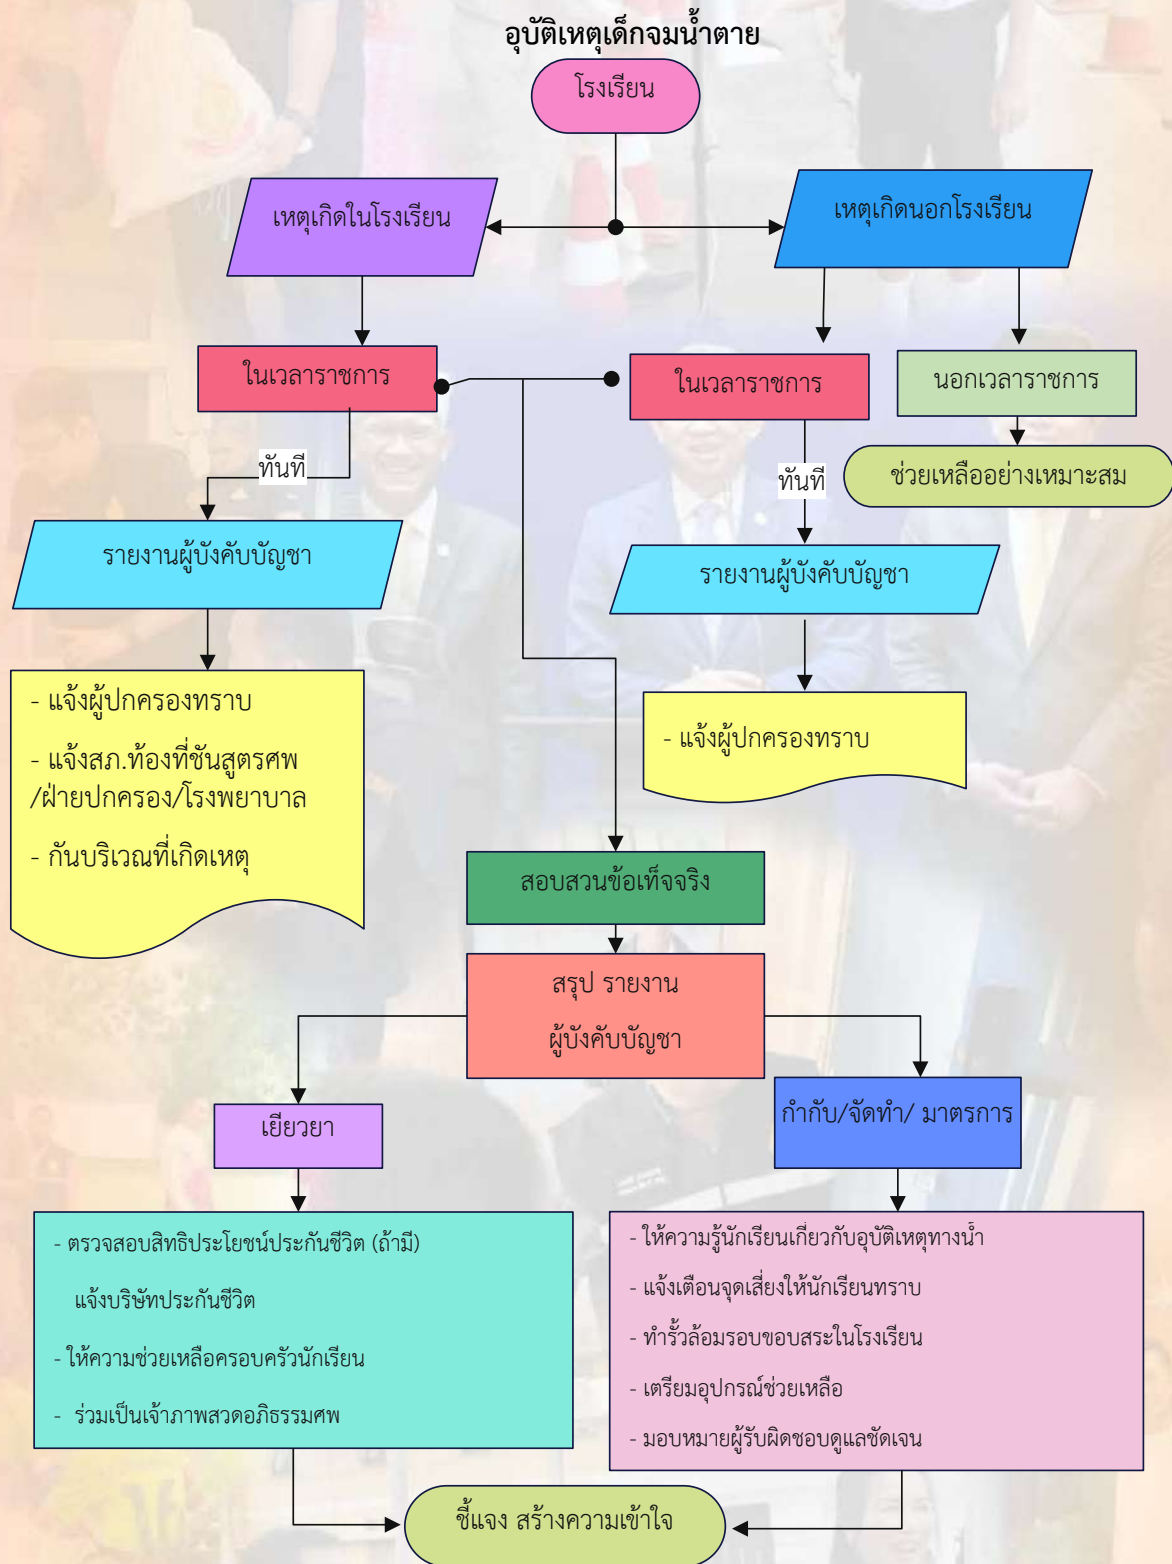 อุบัติเหตุเด็กจมน้ำตาย
โรงเรียน
เหตุเกิดในโรงเรียน
เหตุเกิดนอกโรงเรียน
ในเวลาราชการ
ในเวลาราชการ
นอกเวลาราชการ
ทันที
ทันที
ช่วยเหลืออย่างเหมาะสม
รายงานผู้บังคับบัญชา
รายงานผู้บังคับบัญชา
- แจ้งผู้ปกครองทราบ
- แจ้งสภ.ท้องที่ชันสูตรศพ
/ฝ่ายปกครอง/โรงพยาบาล
- กันบริเวณที่เกิดเหตุ
- แจ้งผู้ปกครองทราบ
สอบสวนข้อเท็จจริง
สรุป รายงาน
ผู้บังคับบัญชา
เยียวยา
กำกับ/จัดทำ/ มาตรการ
- ตรวจสอบสิทธิประโยชน์ประกันชีวิต (ถ้ามี)
แจ้งบริษัทประกันชีวิต
- ให้ความช่วยเหลือครอบครัวนักเรียน
- ร่วมเป็นเจ้าภาพสวดอภิธรรมศพ
- ให้ความรู้นักเรียนเกี่ยวกับอุบัติเหตุทางน้ำ
- แจ้งเตือนจุดเสี่ยงให้นักเรียนทราบ
- ทำรั้วล้อมรอบขอบสระในโรงเรียน
- เตรียมอุปกรณ์ช่วยเหลือ
- มอบหมายผู้รับผิดชอบดูแลชัดเจน
ชี้แจง สร้างความเข้าใจ